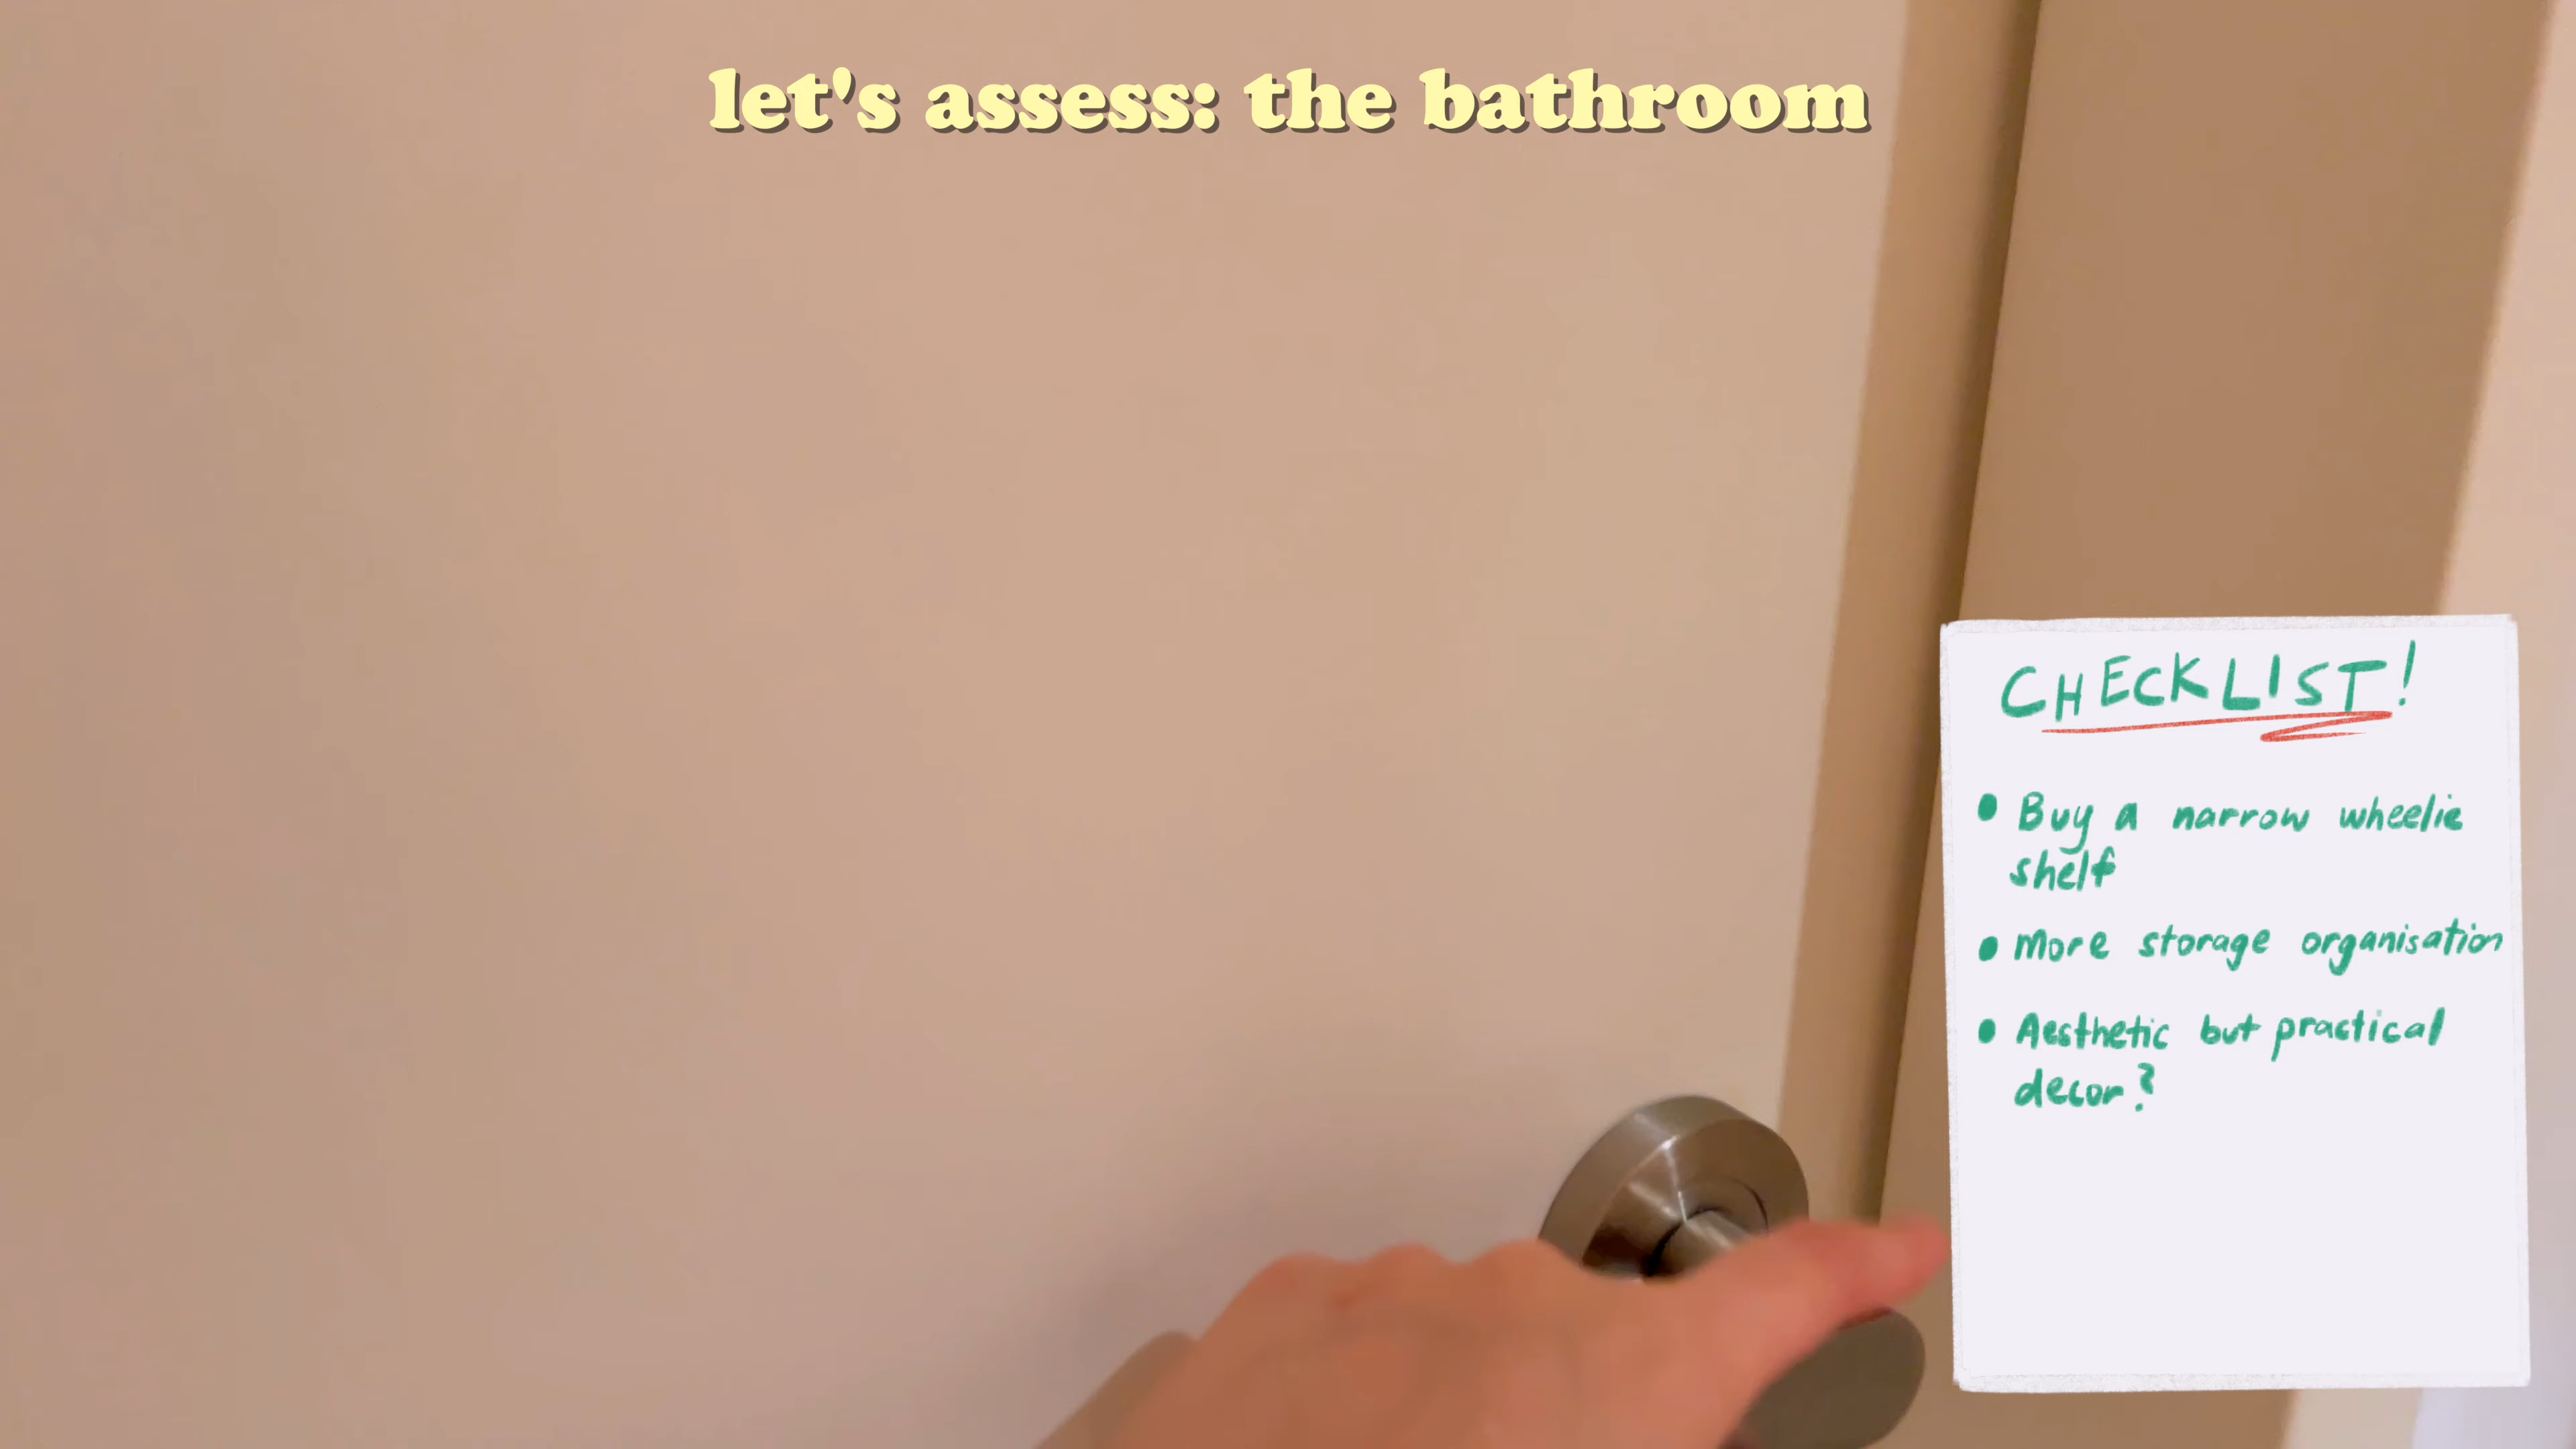 let's assess: the bathroom
CHECKLIST!
• Buy a narrow wheelie
shelf
• More storage organisation
• Aesthetic but practical
decor?